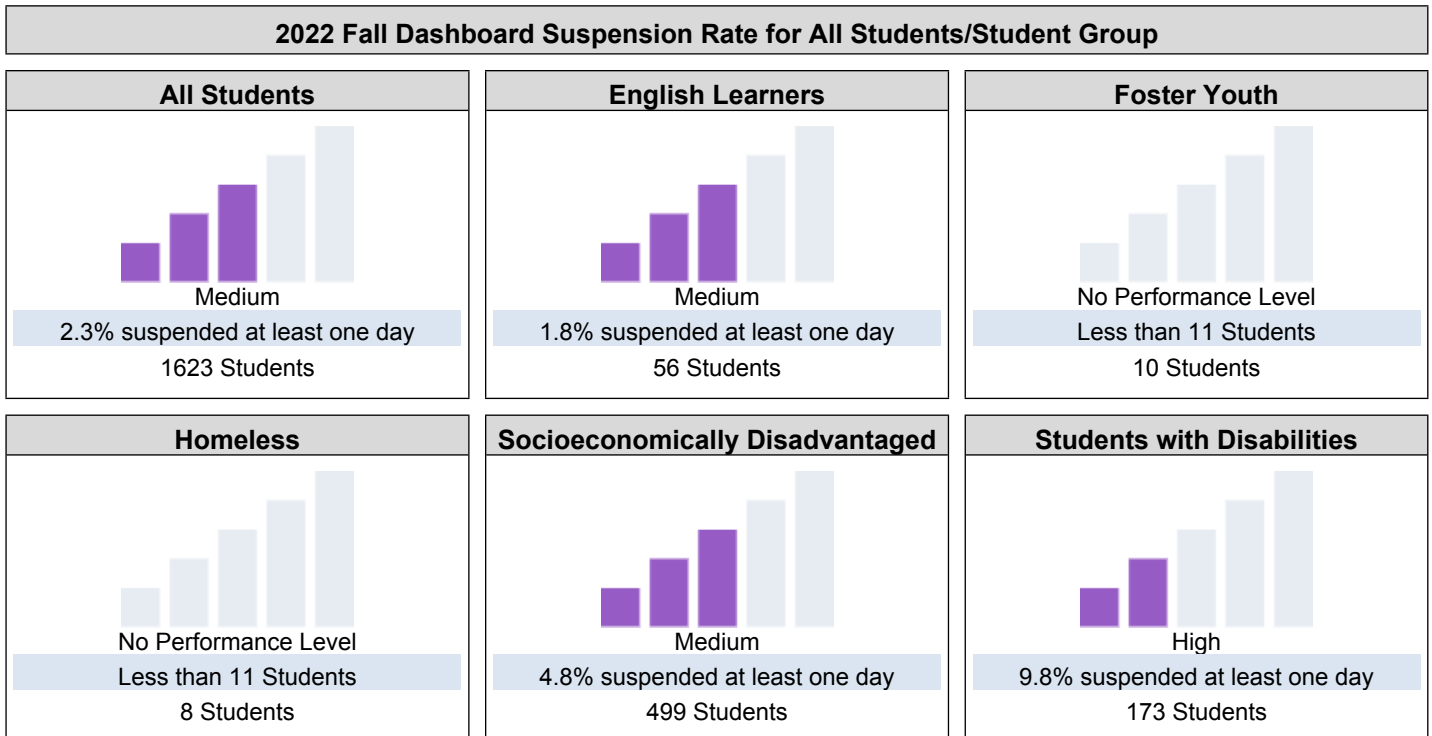 2022 Fall Dashboard Suspension Rate for All Students/Student Group
All Students
Medium
2.3% suspended at least one day
1623 Students
English Learners
Medium
1.8% suspended at least one day
56 Students
Foster Youth
No Performance Level
Less than 11 Students
10 Students
Homeless
No Performance Level
Less than 11 Students
8 Students
Socioeconomically Disadvantaged
Medium
4.8% suspended at least one day
499 Students
Students with Disabilities
High
9.8% suspended at least one day
173 Students